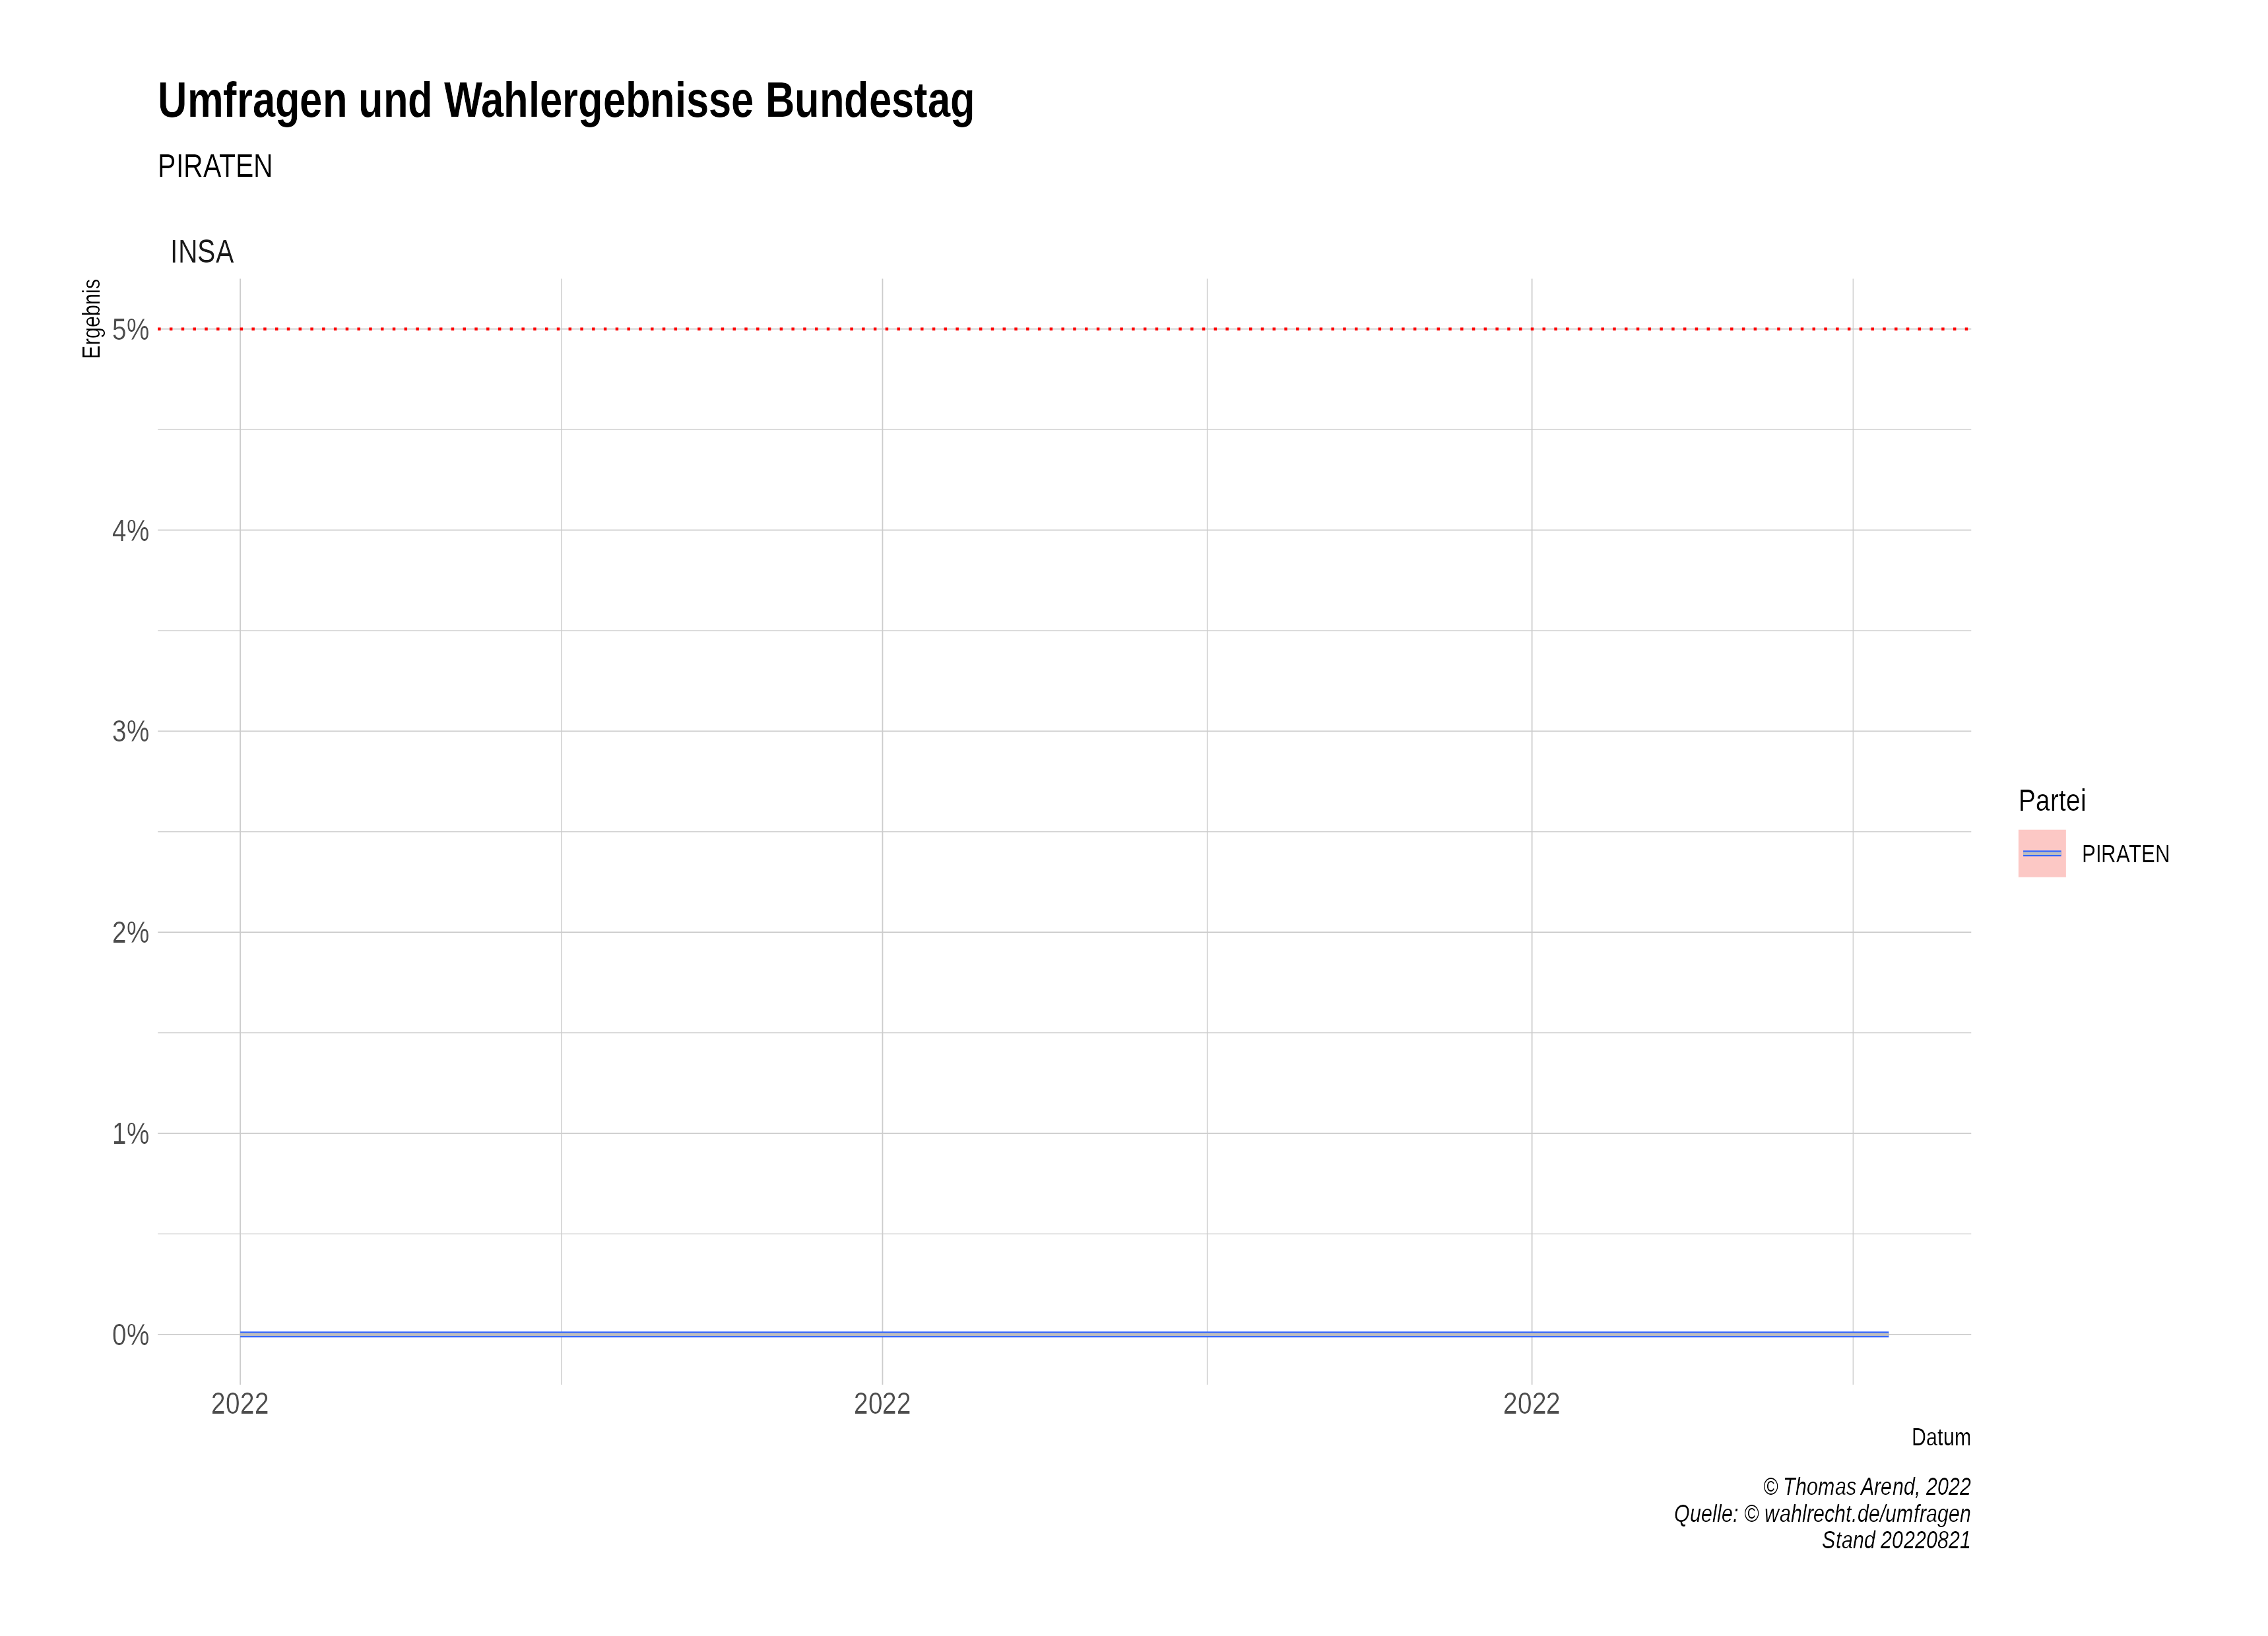 Umfragen und Wahlergebnisse Bundestag
PIRATEN
INSA
Ergebnis
5%
4%
3%
2%
1%
0%
2022
2022
2022
Datum
Partei
PIRATEN
© Thomas Arend, 2022
Quelle: © wahlrecht.de/umfragen
Stand 20220821